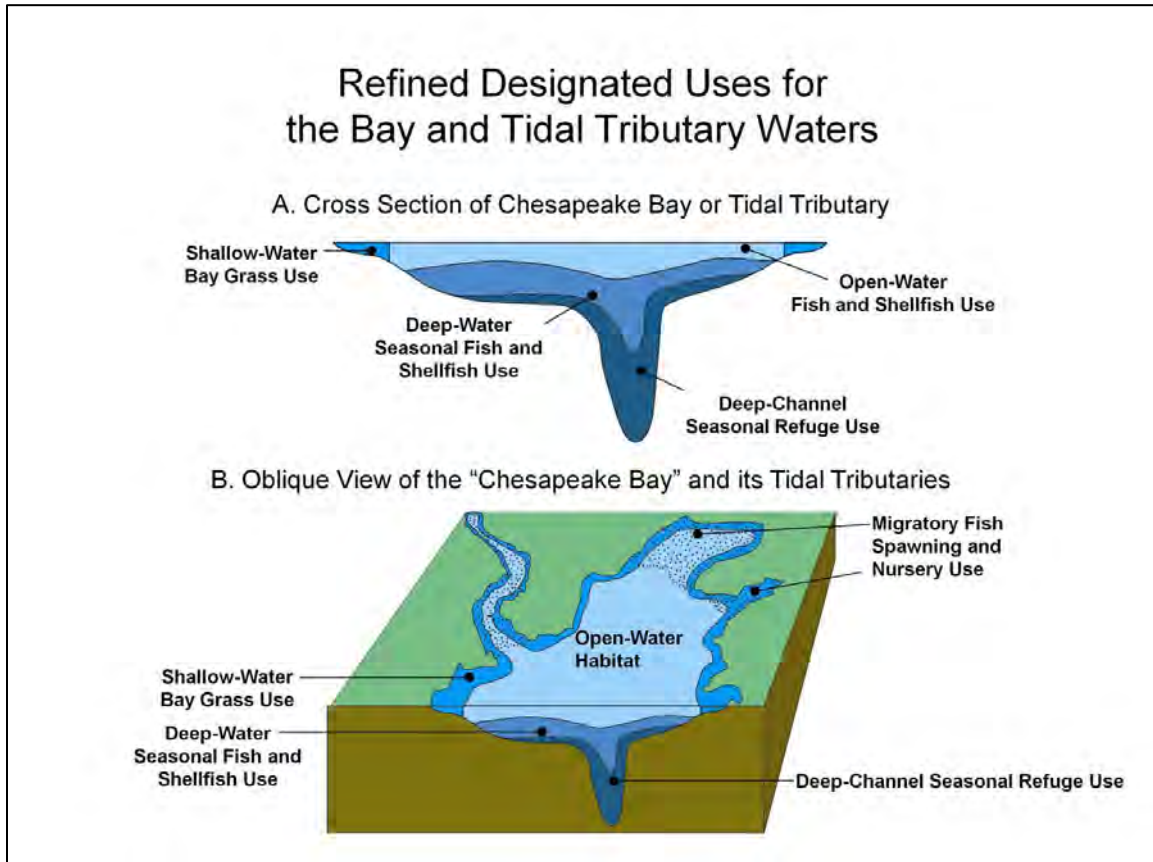 Refined Designated Uses for
the Bay and Tidal Tributary Waters
A. Cross Section of Chesapeake Bay or Tidal Tributary
Shallow-Water
Bay Grass Use
Open-Water
Fish and Shellfish Use
Deep-Water
Seasonal Fish and
Shellfish Use
Deep-Channel
Seasonal Refuge Use
B. Oblique View of the “Chesapeake Bay” and its Tidal Tributaries
Migratory Fish
Spawning and
Nursery Use
Open-Water
Habitat
Shallow-Water
Bay Grass Use
Deep-Water
Seasonal Fish and
Shellfish Use
Deep-Channel Seasonal Refuge Use